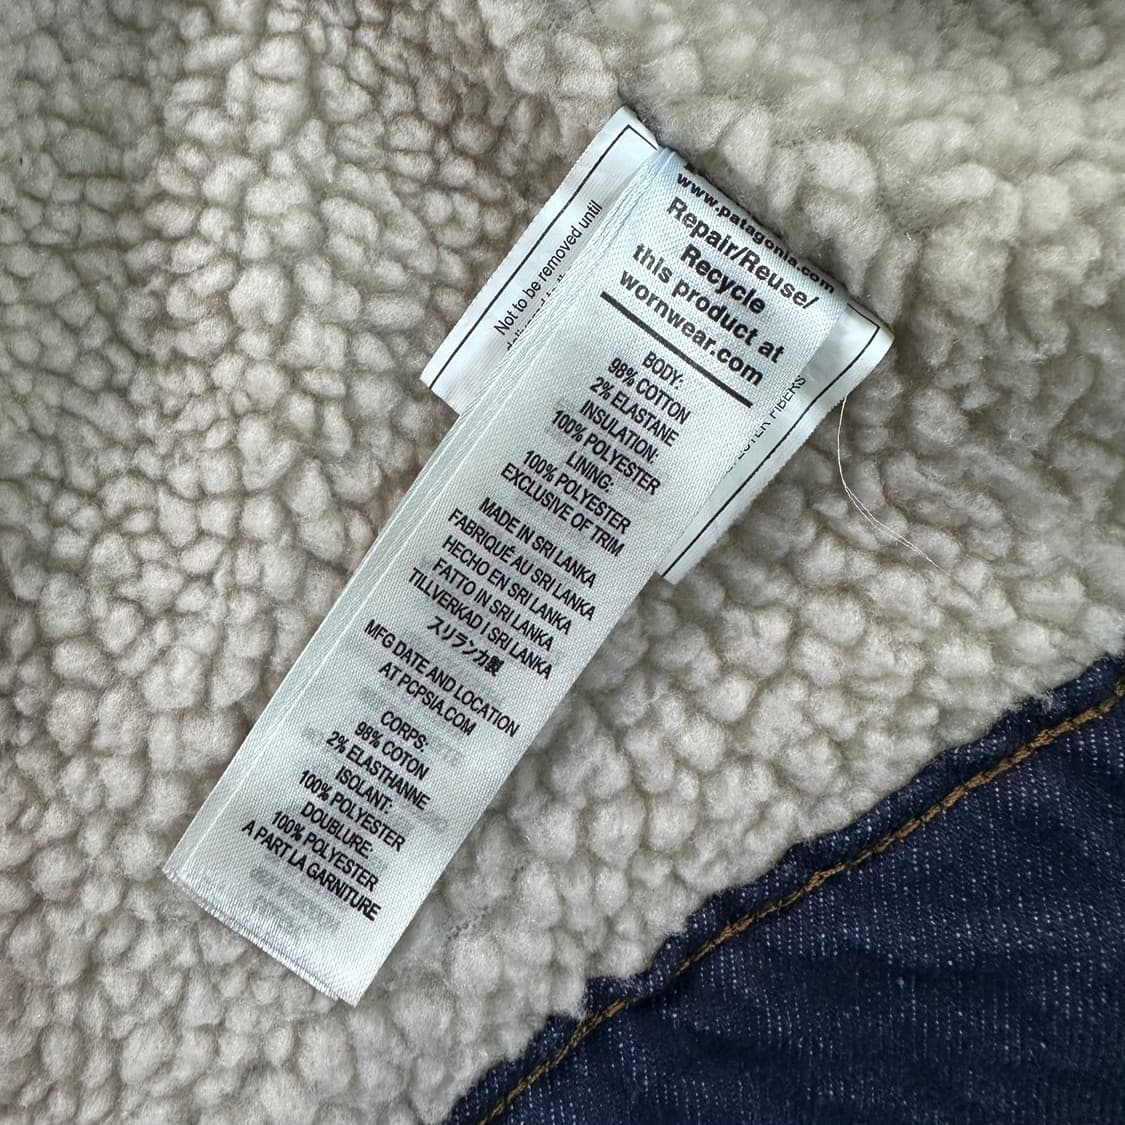 Not to be removed until
www.patagonia.com
Repair/Reuse/
Recycle
this product at
wornwear.com
BODY:
98% COTTON
2% ELASTANE
INSULATION:
100% POLYESTER
LINING:
100% POLYESTER
EXCLUSIVE OF TRIM
MADE IN SRI LANKA
FABRIQUÉ AU SRI LANKA
HECHO EN SRI LANKA
FATTO IN SRI LANKA
TILLVERKAD I SRI LANKA
スリランカ製
MFG DATE AND LOCATION
AT PCPSIA.COM
CORPS:
98% COTON
2% ELASTHANNE
ISOLANT:
100% POLYESTER
DOUBLURE:
100% POLYESTER
A PART LA GARNITURE
FIBERS